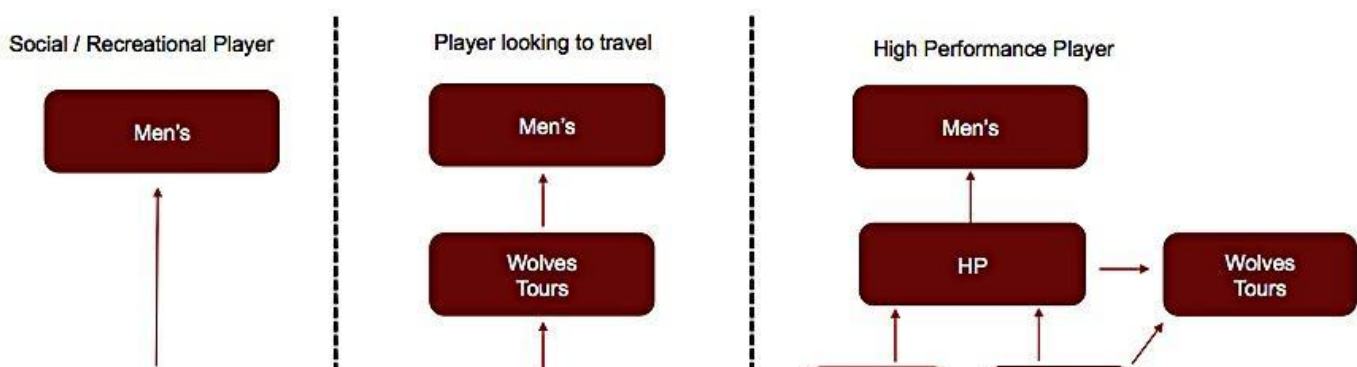 Social / Recreational Player
Player looking to travel
High Performance Player
Men's
Men's
Men's
Wolves
Tours
HP
Wolves
Tours